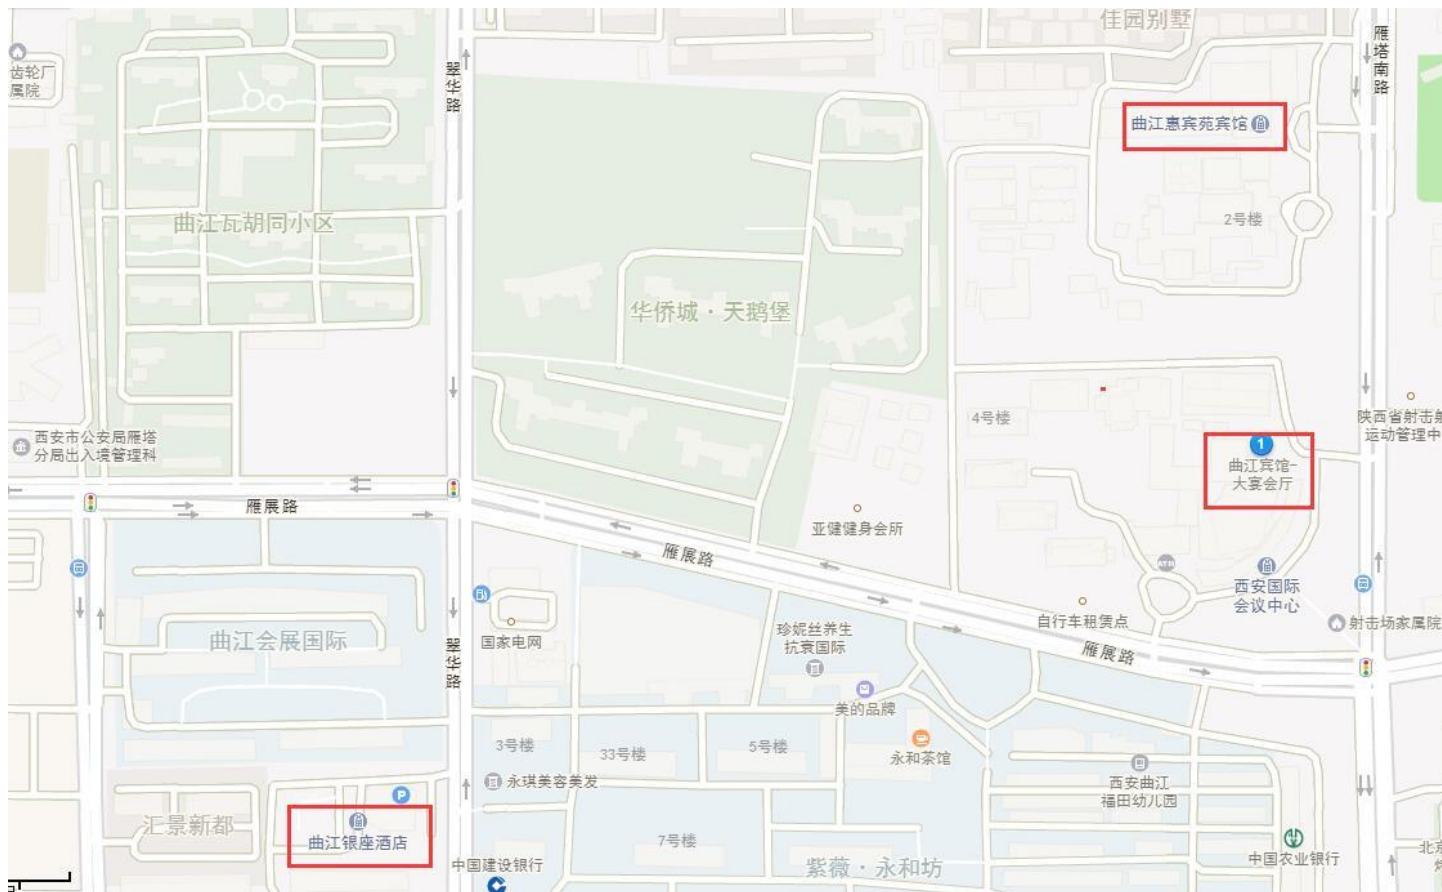 佳园别墅
雁塔南路
齿轮厂
属院
翠华路
曲江惠宾苑宾馆
2号楼
曲江瓦胡同小区
华侨城·天鹅堡
4号楼
陕西省射击射
运动管理中
西安市公安局雁塔
分局出入境管理科
1
曲江宾馆-
大宴会厅
雁展路
亚健健身会所
雁展路
ATM
西安国际
会议中心
自行车租赁点
射击场家属院
国家电网
珍妮丝养生
抗衰国际
曲江会展国际
翠华路
雁展路
美的品牌
3号楼
33号楼
5号楼
永和茶馆
永琪美容美发
西安曲江
福田幼儿园
P
汇景新都
曲江银座酒店
7号楼
中国建设银行
紫薇·永和坊
中国农业银行